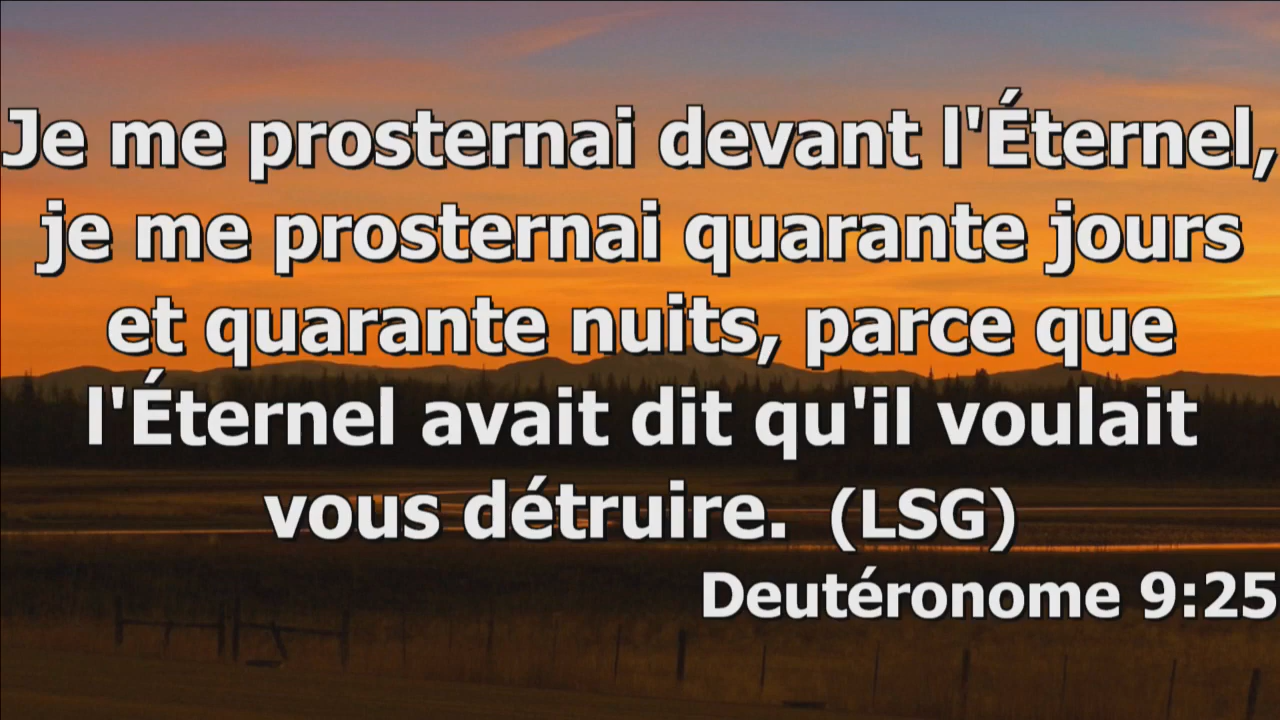 Je me prosternai devant l'Éternel,
je me prosternai quarante jours
et quarante nuits, parce que
l'Éternel avait dit qu'il voulait
vous détruire.  (LSG)
Deutéronome 9:25